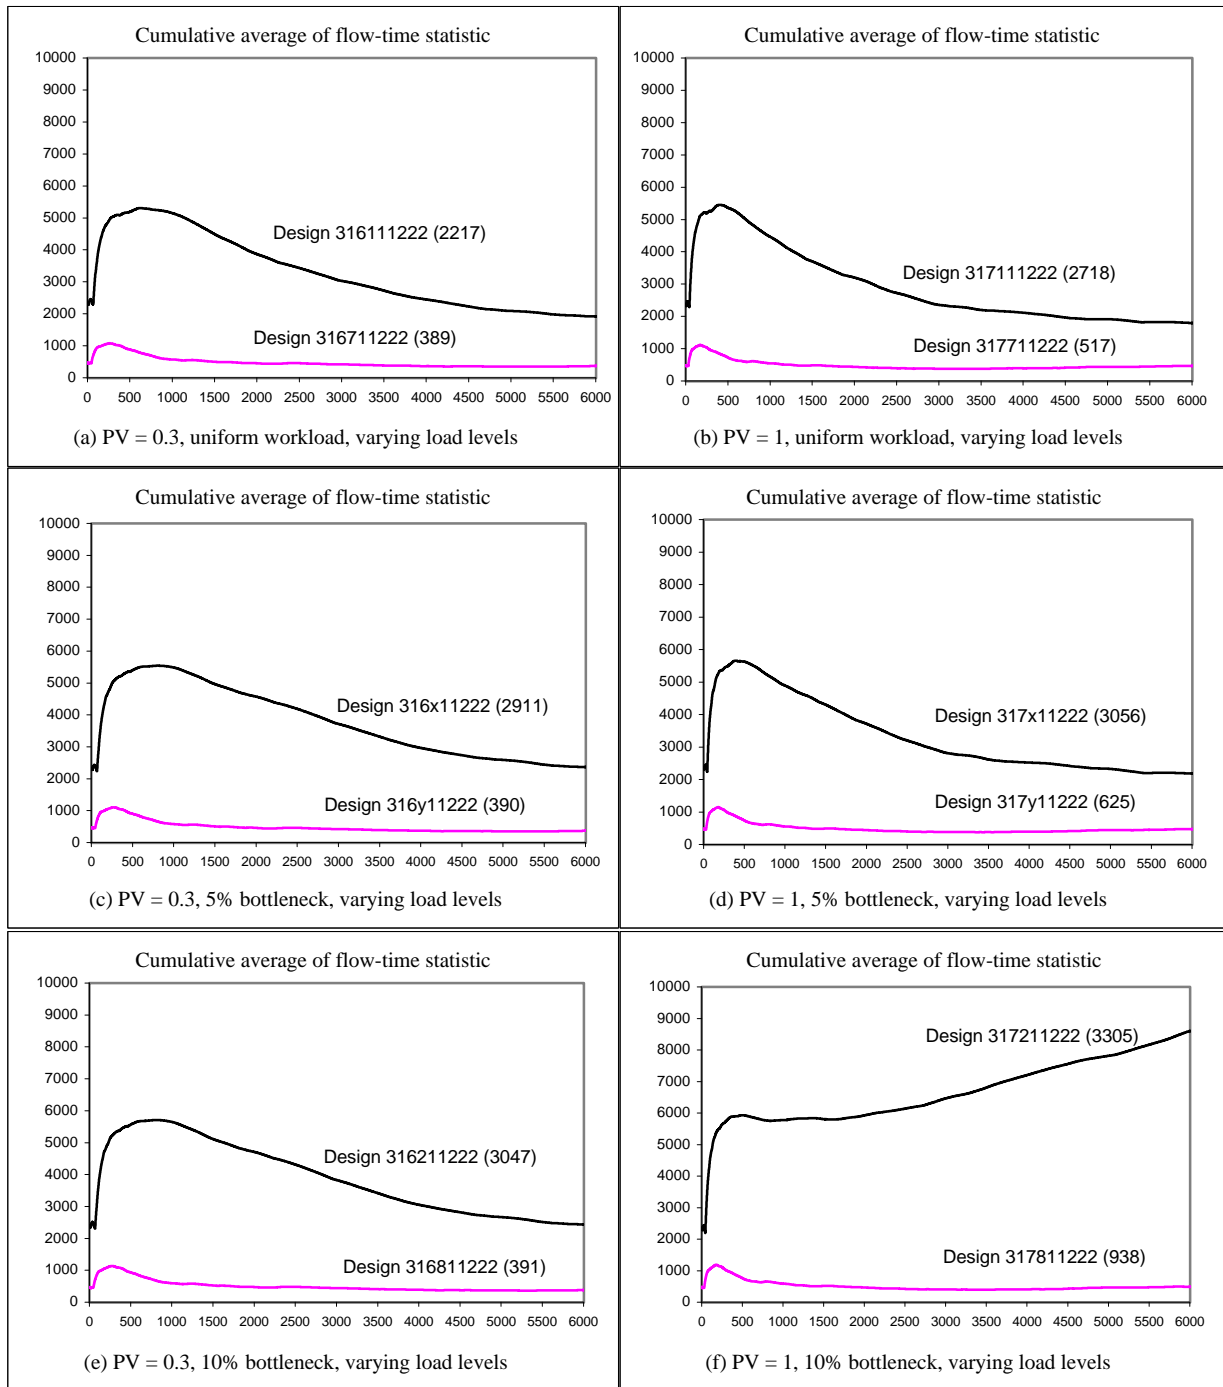 Cumulative average of flow-time statistic
10000
9000
8000
7000
6000
5000
4000
3000
2000
1000
0
Design 316111222 (2217)
Design 316711222 (389)
0 500 1000 1500 2000 2500 3000 3500 4000 4500 5000 5500 6000
(a) PV = 0.3, uniform workload, varying load levels
Cumulative average of flow-time statistic
10000
9000
8000
7000
6000
5000
4000
3000
2000
1000
0
Design 317111222 (2718)
Design 317711222 (517)
0 500 1000 1500 2000 2500 3000 3500 4000 4500 5000 5500 6000
(b) PV = 1, uniform workload, varying load levels
Cumulative average of flow-time statistic
10000
9000
8000
7000
6000
5000
4000
3000
2000
1000
0
Design 316x11222 (2911)
Design 316y11222 (390)
0 500 1000 1500 2000 2500 3000 3500 4000 4500 5000 5500 6000
(c) PV = 0.3, 5% bottleneck, varying load levels
Cumulative average of flow-time statistic
10000
9000
8000
7000
6000
5000
4000
3000
2000
1000
0
Design 317x11222 (3056)
Design 317y11222 (625)
0 500 1000 1500 2000 2500 3000 3500 4000 4500 5000 5500 6000
(d) PV = 1, 5% bottleneck, varying load levels
Cumulative average of flow-time statistic
10000
9000
8000
7000
6000
5000
4000
3000
2000
1000
0
Design 316211222 (3047)
Design 316811222 (391)
0 500 1000 1500 2000 2500 3000 3500 4000 4500 5000 5500 6000
(e) PV = 0.3, 10% bottleneck, varying load levels
Cumulative average of flow-time statistic
10000
9000
8000
7000
6000
5000
4000
3000
2000
1000
0
Design 317211222 (3305)
Design 317811222 (938)
0 500 1000 1500 2000 2500 3000 3500 4000 4500 5000 5500 6000
(f) PV = 1, 10% bottleneck, varying load levels